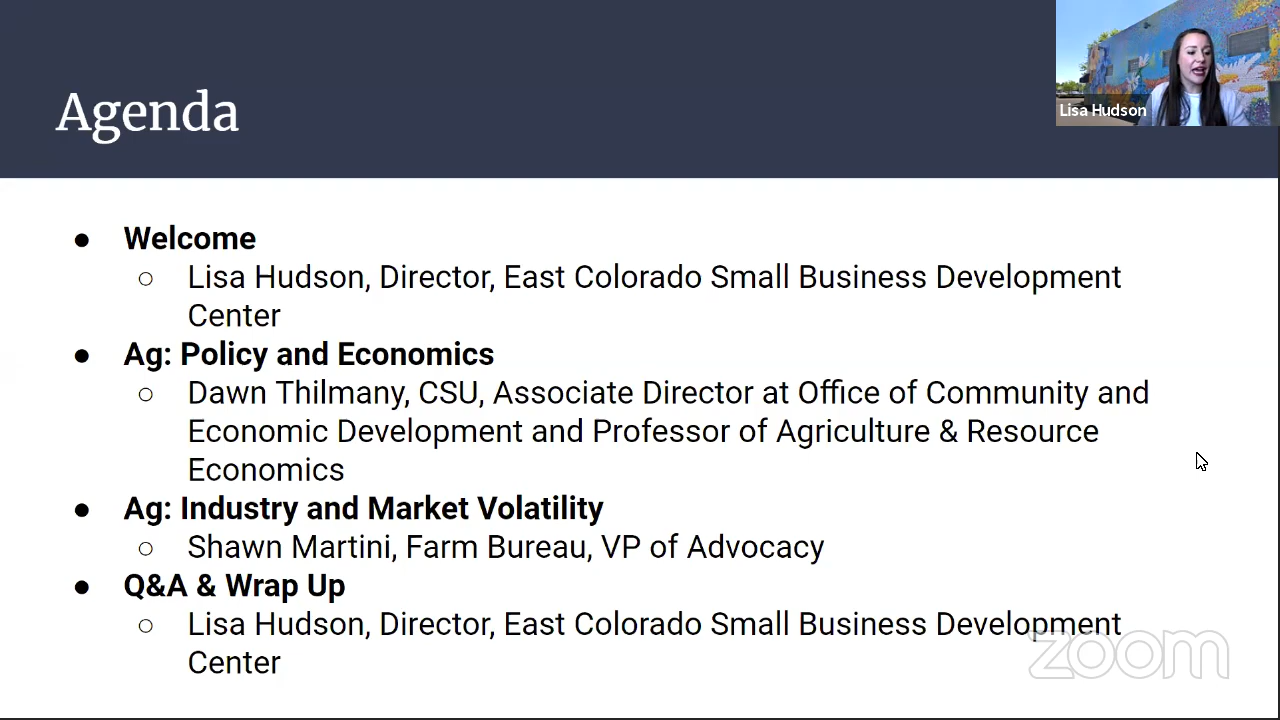 Agenda
Lisa Hudson
● Welcome
○ Lisa Hudson, Director, East Colorado Small Business Development
Center
● Ag: Policy and Economics
○ Dawn Thilmany, CSU, Associate Director at Office of Community and
Economic Development and Professor of Agriculture & Resource
Economics
● Ag: Industry and Market Volatility
○ Shawn Martini, Farm Bureau, VP of Advocacy
● Q&A & Wrap Up
○ Lisa Hudson, Director, East Colorado Small Business Development
Center
zoom